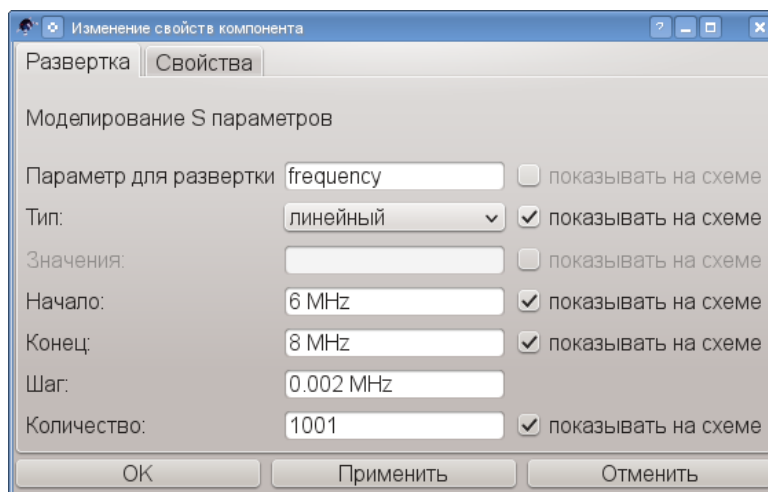 Изменение свойств компонента
Развертка Свойства
Моделирование S параметров
Параметр для развертки frequency показывать на схеме
Тип: линейный показывать на схеме
Значения: показывать на схеме
Начало: 6 MHz показывать на схеме
Конец: 8 MHz показывать на схеме
Шаг: 0.002 MHz
Количество: 1001 показывать на схеме
OK Применить Отменить